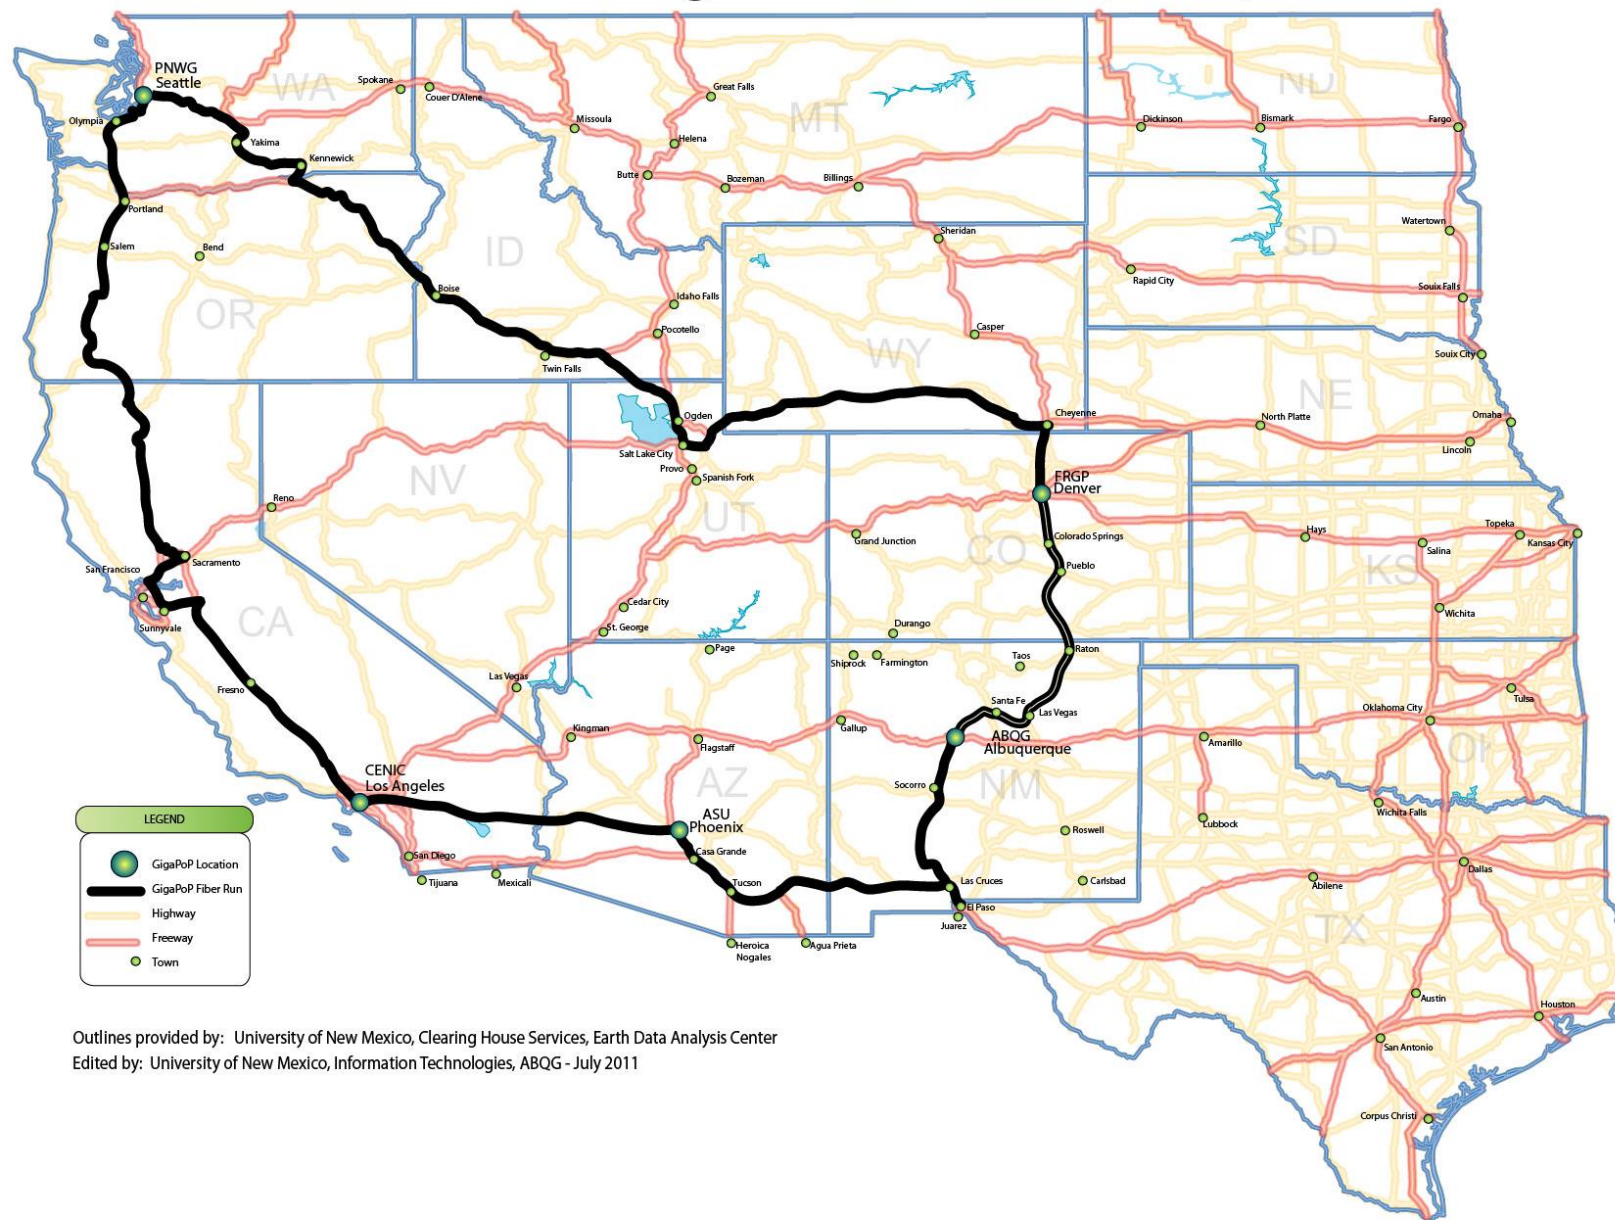 PNWG
Seattle
WA
Spokane
Couer D'Alene
Olympia
Yakima
Kennewick
Missoula
Great Falls
Helena
MT
Butte
Bozeman
Billings
Dickinson
Bismark
ND
Fargo
Portland
Salem
Bend
OR
ID
Boise
Idaho Falls
Pocotello
Twin Falls
Sheridan
Casper
WY
Rapid City
SD
Watertown
Souix Falls
Souix City
NE
Cheyenne
North Platte
Omaha
Lincoln
Ogden
Salt Lake City
Provo
Spanish Fork
NV
Reno
UT
FRGP
Denver
Colorado Springs
Grand Junction
CO
Pueblo
Hays
Salina
Topeka
Kansas City
KS
Wichita
San Francisco
Sacramento
Sunnyvale
CA
Cedar City
St. George
Durango
Page
Shiprock
Farmington
Taos
Raton
Las Vegas
Fresno
Santa Fe
Las Vegas
Tulsa
Oklahoma City
Kingman
Flagstaff
Gallup
ABQG
Albuquerque
Amarillo
CENIC
Los Angeles
AZ
Socorro
NM
ASU
Phoenix
Casa Grande
Roswell
Lubbock
Wichita Falls
San Diego
Tijuana
Mexicali
Tucson
Las Cruces
El Paso
Juarez
Carlsbad
Abilene
Dallas
TX
Heroica
Nogales
Agua Prieta
Austin
Houston
San Antonio
Corpus Christi
LEGEND
GigaPoP Location
GigaPoP Fiber Run
Highway
Freeway
Town
Outlines provided by: University of New Mexico, Clearing House Services, Earth Data Analysis Center
Edited by: University of New Mexico, Information Technologies, ABQG - July 2011